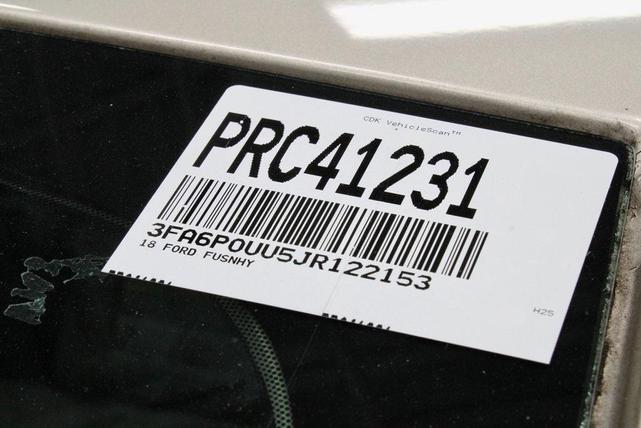 CDK VehicleScan™
PRC41231
3FA6P0UU5JR122153
18 FORD FUSNHY
H25